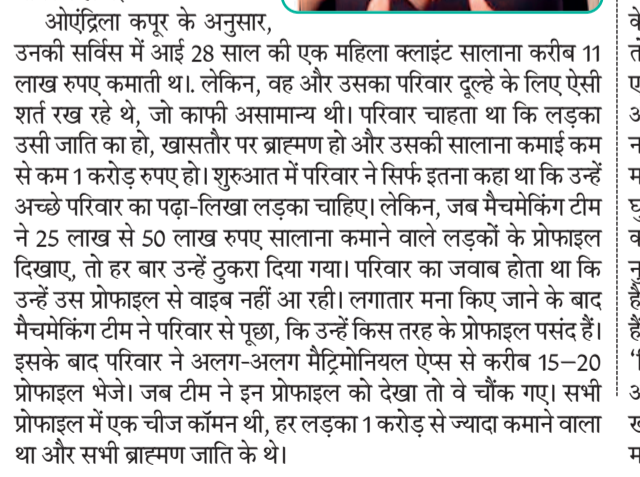 ओएंद्रिला कपूर के अनुसार,
उनकी सर्विस में आई 28 साल की एक महिला क्लाइंट सालाना करीब 11
लाख रुपए कमाती थ।. लेकिन, वह और उसका परिवार दूल्हे के लिए ऐसी
शर्त रख रहे थे, जो काफी असामान्य थी। परिवार चाहता था कि लड़का
उसी जाति का हो, खासतौर पर ब्राह्मण हो और उसकी सालाना कमाई कम
से कम 1 करोड़ रुपए हो। शुरुआत में परिवार ने सिर्फ इतना कहा था कि उन्हें
अच्छे परिवार का पढ़ा-लिखा लड़का चाहिए। लेकिन, जब मैचमेकिंग टीम
ने 25 लाख से 50 लाख रुपए सालाना कमाने वाले लड़कों के प्रोफाइल
दिखाए, तो हर बार उन्हें ठुकरा दिया गया। परिवार का जवाब होता था कि
उन्हें उस प्रोफाइल से वाइब नहीं आ रही। लगातार मना किए जाने के बाद
मैचमेकिंग टीम ने परिवार से पूछा, कि उन्हें किस तरह के प्रोफाइल पसंद हैं।
इसके बाद परिवार ने अलग-अलग मैट्रिमोनियल ऐप्स से करीब 15–20
प्रोफाइल भेजे। जब टीम ने इन प्रोफाइल को देखा तो वे चौंक गए। सभी
प्रोफाइल में एक चीज कॉमन थी, हर लड़का 1 करोड़ से ज्यादा कमाने वाला
था और सभी ब्राह्मण जाति के थे।